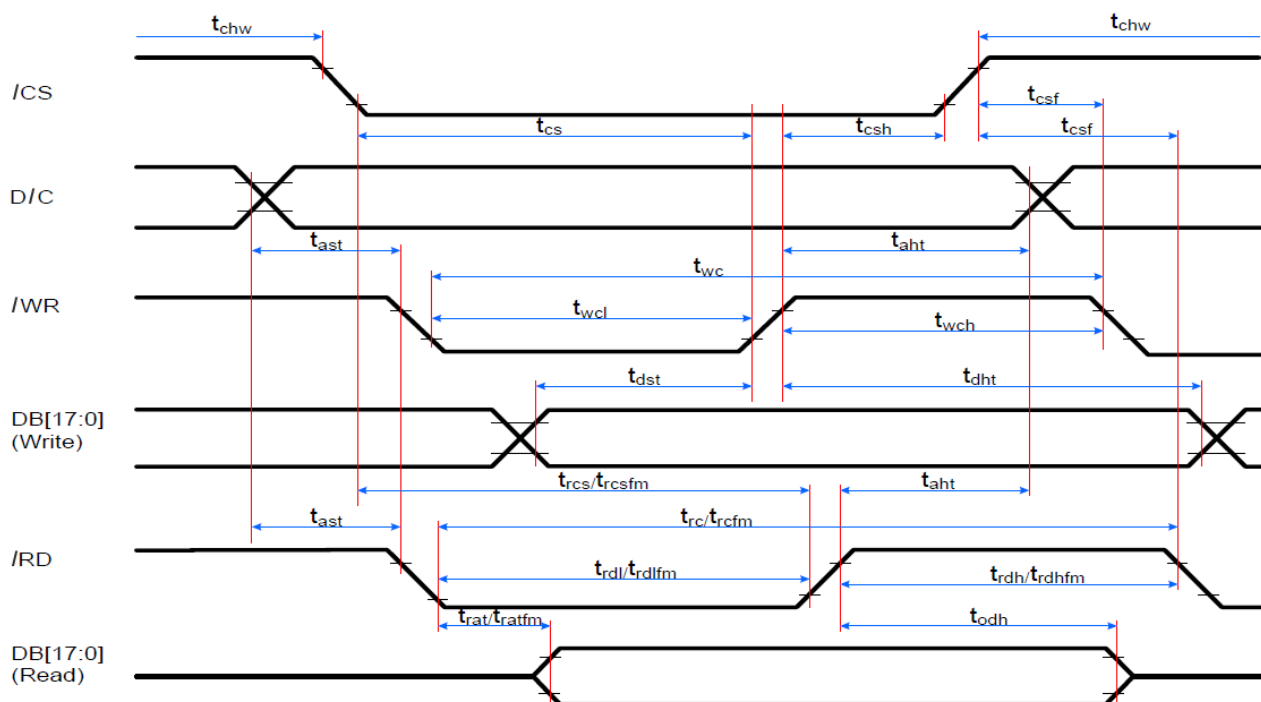 tchw
tchw
/CS
tcsf
tcs
tcsh
tcsf
D/C
tast
taht
twc
/WR
twcl
twch
tdst
tdht
DB[17:0]
(Write)
trcs/trcsfm
taht
tast
trc/trcfm
/RD
trdl/trdlfm
trdh/trdhfm
trat/tratfm
todh
DB[17:0]
(Read)